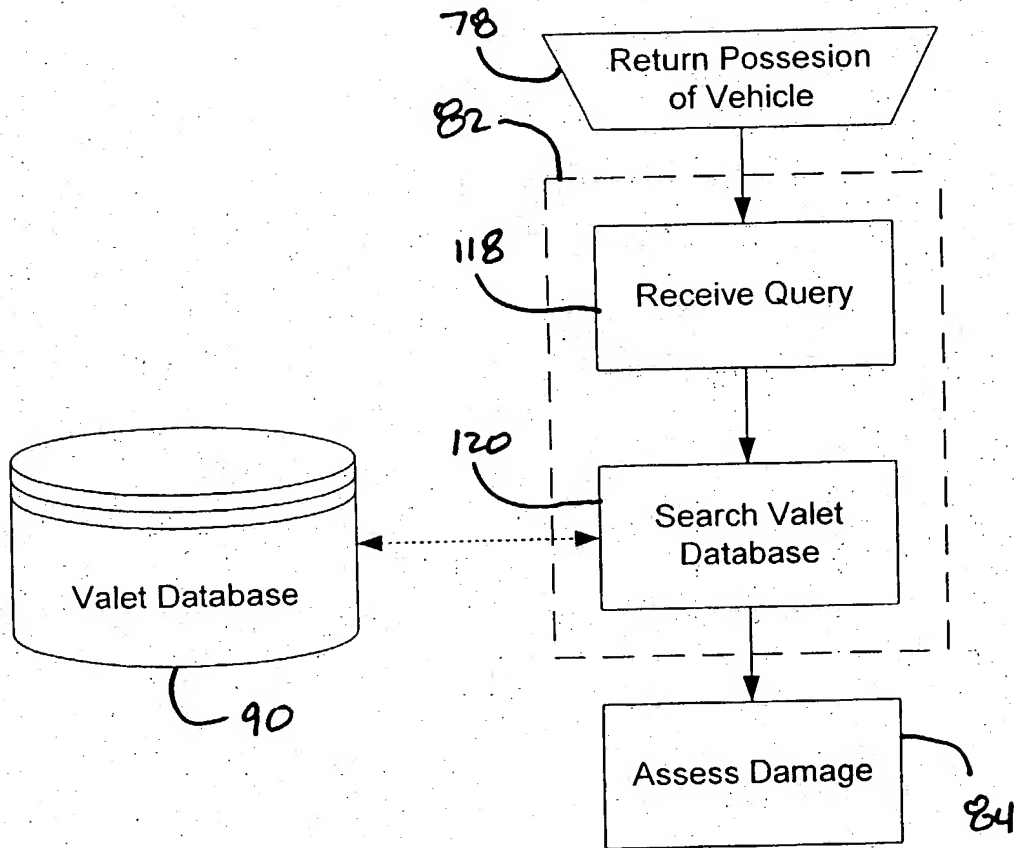 78
Return Possesion
of Vehicle
82
118
Receive Query
120
Search Valet
Database
Valet Database
90
Assess Damage
84